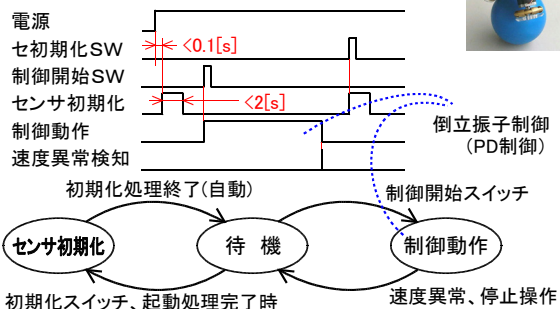 電源
セ初期化SW
<0.1[s]
制御開始SW
センサ初期化
<2[s]
制御動作
速度異常検知
倒立振子制御
(PD制御)
初期化処理終了(自動)
制御開始スイッチ
センサ初期化
待 機
制御動作
初期化スイッチ、起動処理完了時
速度異常、停止操作